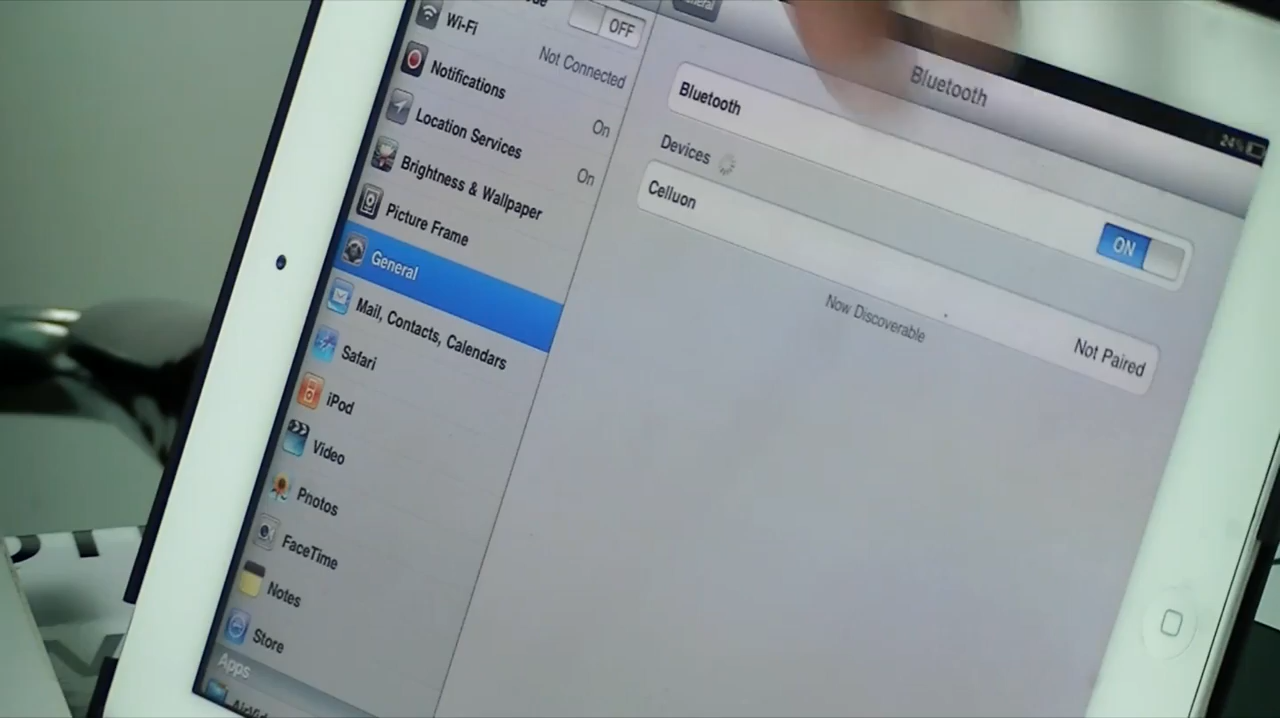 OFF
Wi-Fi
Not Connected
Notifications
On
Location Services
On
Brightness & Wallpaper
Picture Frame
General
Mail, Contacts, Calendars
Safari
iPod
Video
Photos
FaceTime
Notes
Store
Apps
Bluetooth
24%
Bluetooth
ON
Devices
Celluon
Not Paired
Now Discoverable